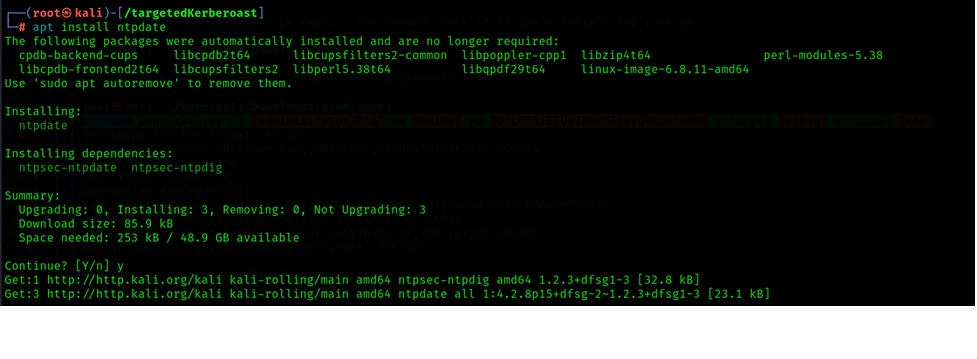 ┌──(root㉿kali)-[/targetedKerberoast]
└─# apt install ntpdate
The following packages were automatically installed and are no longer required:
  cpdb-backend-cups     libcpdb2t64      libcupsfilters2-common  libpoppler-cpp1  libzip4t64                perl-modules-5.38
  libcpdb-frontend2t64  libcupsfilters2  libperl5.38t64          libqpdf29t64     linux-image-6.8.11-amd64
Use 'sudo apt autoremove' to remove them.

Installing:
  ntpdate

Installing dependencies:
  ntpsec-ntpdate  ntpsec-ntpdig

Summary:
  Upgrading: 0, Installing: 3, Removing: 0, Not Upgrading: 3
  Download size: 85.9 kB
  Space needed: 253 kB / 48.9 GB available

Continue? [Y/n] y
Get:1 http://http.kali.org/kali kali-rolling/main amd64 ntpsec-ntpdig amd64 1.2.3+dfsg1-3 [32.8 kB]
Get:3 http://http.kali.org/kali kali-rolling/main amd64 ntpdate all 1:4.2.8p15+dfsg-2~1.2.3+dfsg1-3 [23.1 kB]